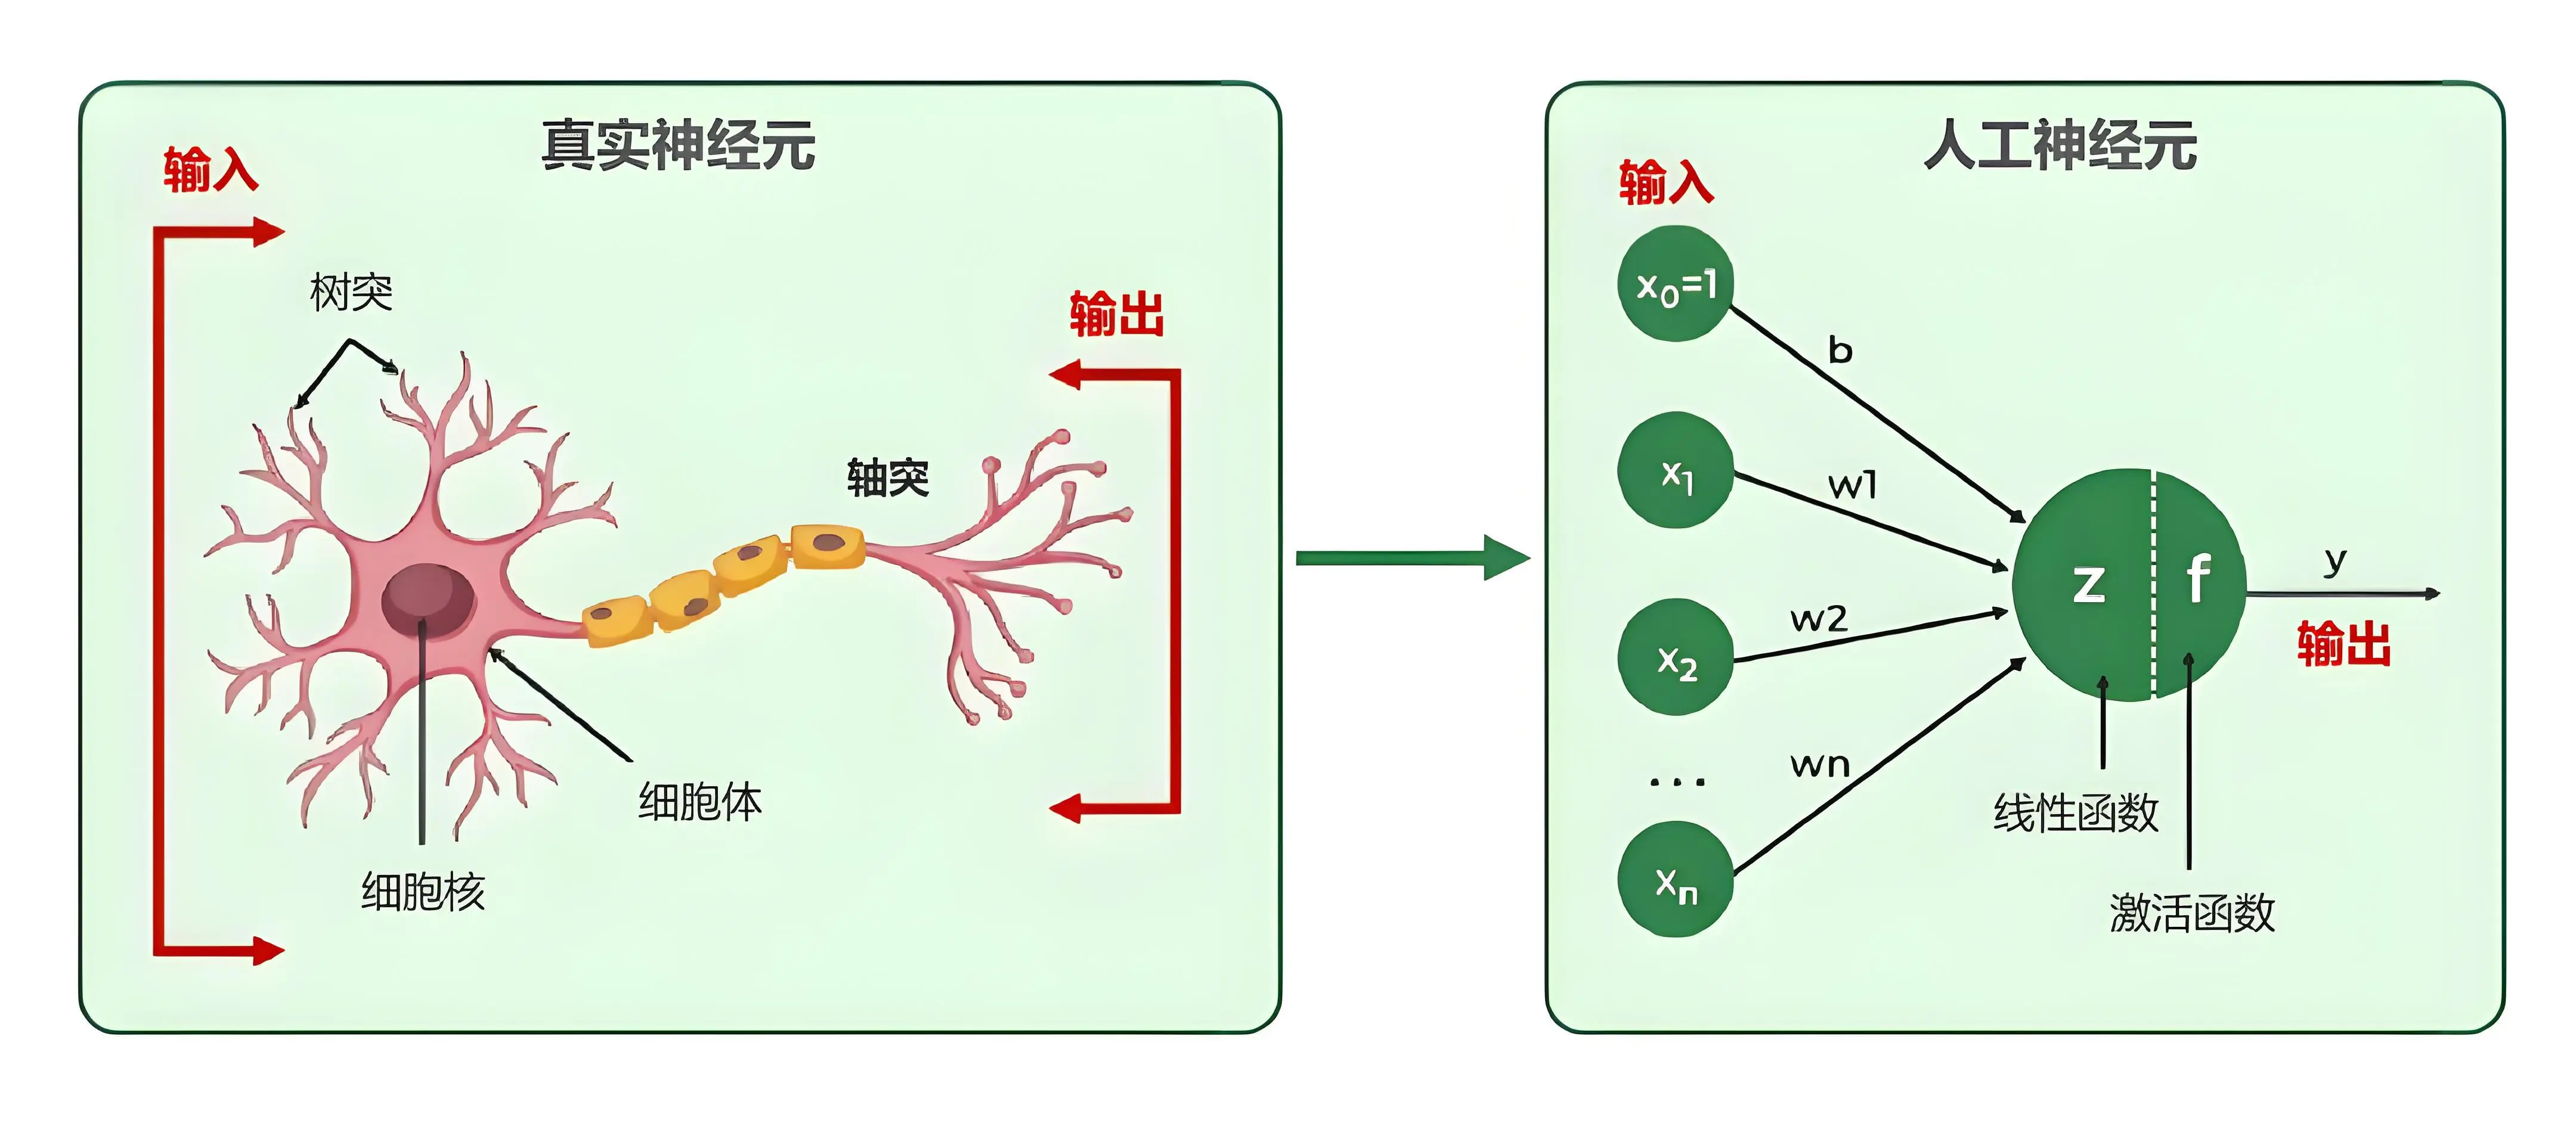 真实神经元
输入
树突
输出
轴突
细胞体
细胞核
人工神经元
输入
x₀=1
b
x₁
w1
x₂
w2
...
xₙ
wn
z
f
y
输出
线性函数
激活函数